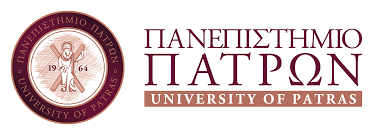 ΠΑΝΕΠΙΣΤΗΜΙΟ ΠΑΤΡΩΝ
19 64
UNIVERSITY OF PATRAS
ΠΑΝΕΠΙΣΤΗΜΙΟ
ΠΑΤΡΩΝ
UNIVERSITY OF PATRAS